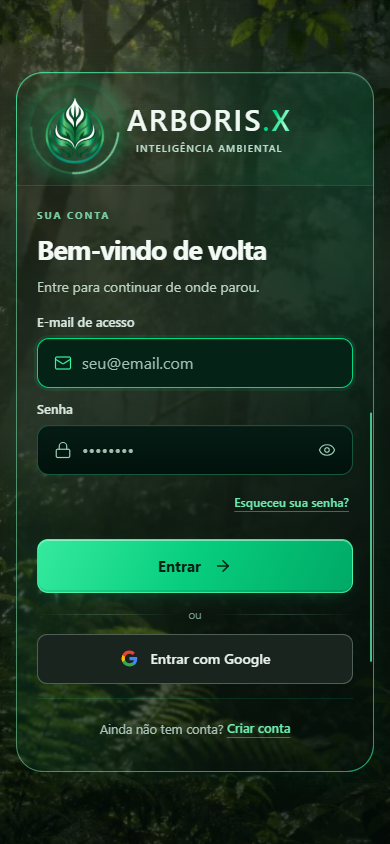 ARBORIS.X
INTELIGÊNCIA AMBIENTAL
SUA CONTA
Bem-vindo de volta
Entre para continuar de onde parou.
E-mail de acesso
seu@email.com
Senha
••••••••
Esqueceu sua senha?
Entrar →
ou
Entrar com Google
Ainda não tem conta? Criar conta